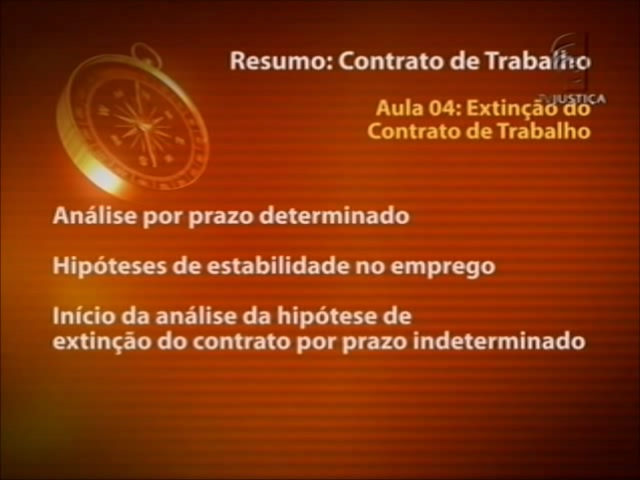 Resumo: Contrato de Trabalho
JUSTIÇA
Aula 04: Extinção do
Contrato de Trabalho
Análise por prazo determinado
Hipóteses de estabilidade no emprego
Início da análise da hipótese de
extinção do contrato por prazo indeterminado